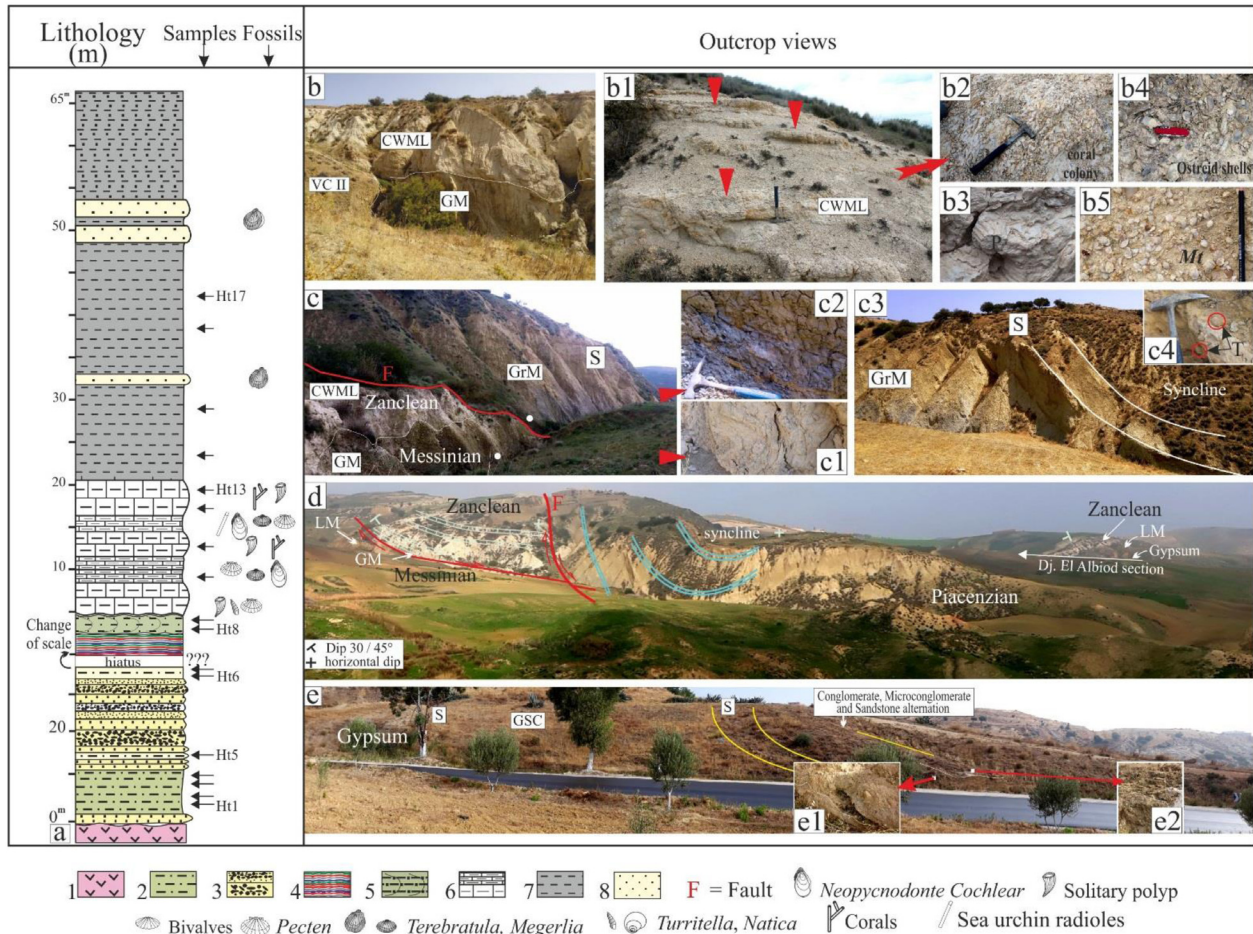 Lithology
(m)
Samples Fossils
Outcrop views
65m
50
Ht17
30
20
Ht13
10
Change
of scale
Ht8
hiatus
???
Ht6
20
Ht5
Ht1
0m
a
b
CWML
VC II
GM
b1
CWML
b2
coral
colony
b4
Ostreid shells
b3
P
b5
Mt
c
F
CWML
Zanclean
GM
Messinian
GrM
S
c2
c1
c3
S
GrM
Syncline
c4
T
d
Zanclean
F
LM
GM
Messinian
syncline
Piacenzian
Zanclean
LM
Gypsum
Dj. El Albiod section
Dip 30 / 45°
+ horizontal dip
e
Gypsum
S
GSC
S
Conglomerate, Microconglomerate
and Sandstone alternation
e1
e2
1 2 3 4 5 6 7 8 F = Fault Neopycnodonte Cochlear Solitary polyp
Bivalves Pecten Terebratula, Megerlia Turritella, Natica Corals Sea urchin radioles